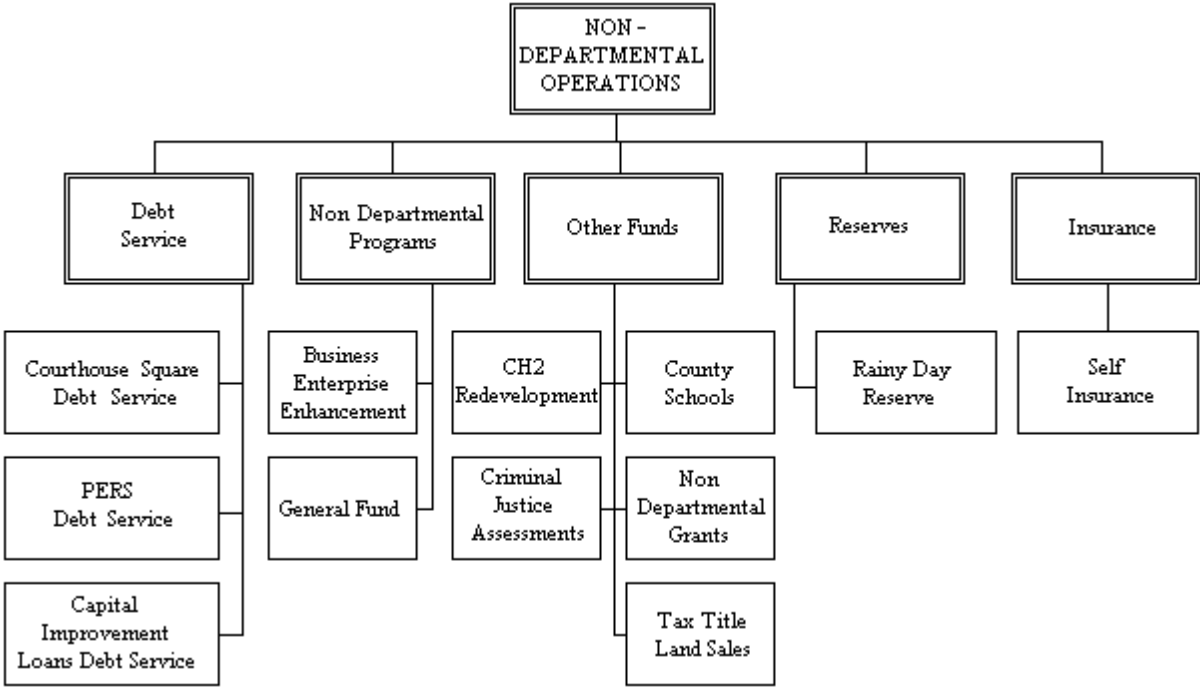 NON -
DEPARTMENTAL
OPERATIONS
Debt
Service
Non Departmental
Programs
Other Funds
Reserves
Insurance
Courthouse Square
Debt Service
Business
Enterprise
Enhancement
CH2
Redevelopment
County
Schools
Rainy Day
Reserve
Self
Insurance
PERS
Debt Service
General Fund
Criminal
Justice
Assessments
Non
Departmental
Grants
Capital
Improvement
Loans Debt Service
Tax Title
Land Sales